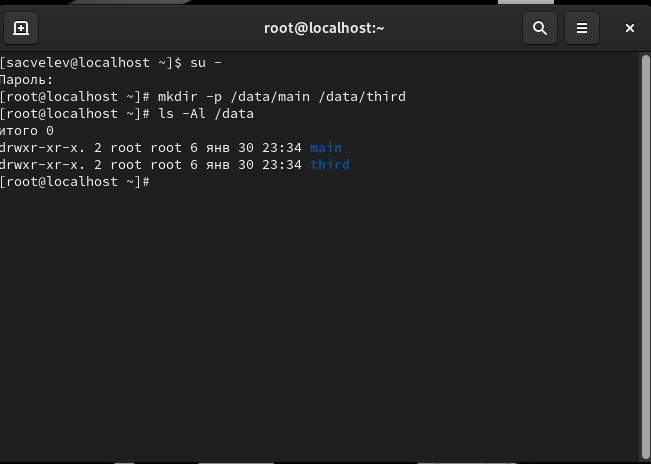 root@localhost:~
[sacvelev@localhost ~]$ su -
Пароль:
[root@localhost ~]# mkdir -p /data/main /data/third
[root@localhost ~]# ls -Al /data
итого 0
drwxr-xr-x. 2 root root 6 янв 30 23:34 main
drwxr-xr-x. 2 root root 6 янв 30 23:34 third
[root@localhost ~]#